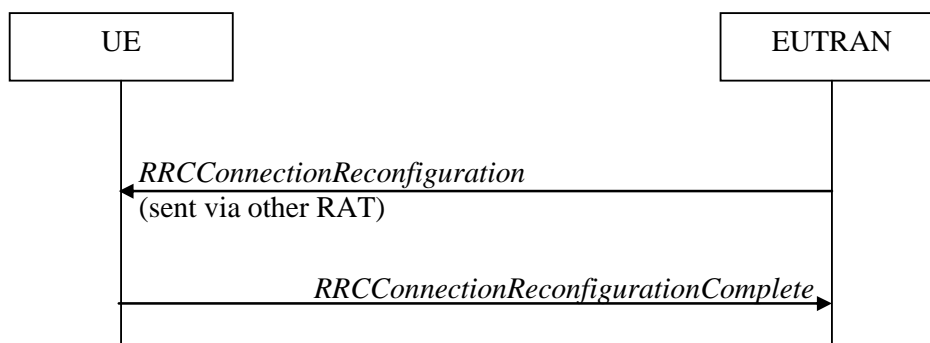 UE
EUTRAN
RRCConnectionReconfiguration
(sent via other RAT)
RRCConnectionReconfigurationComplete